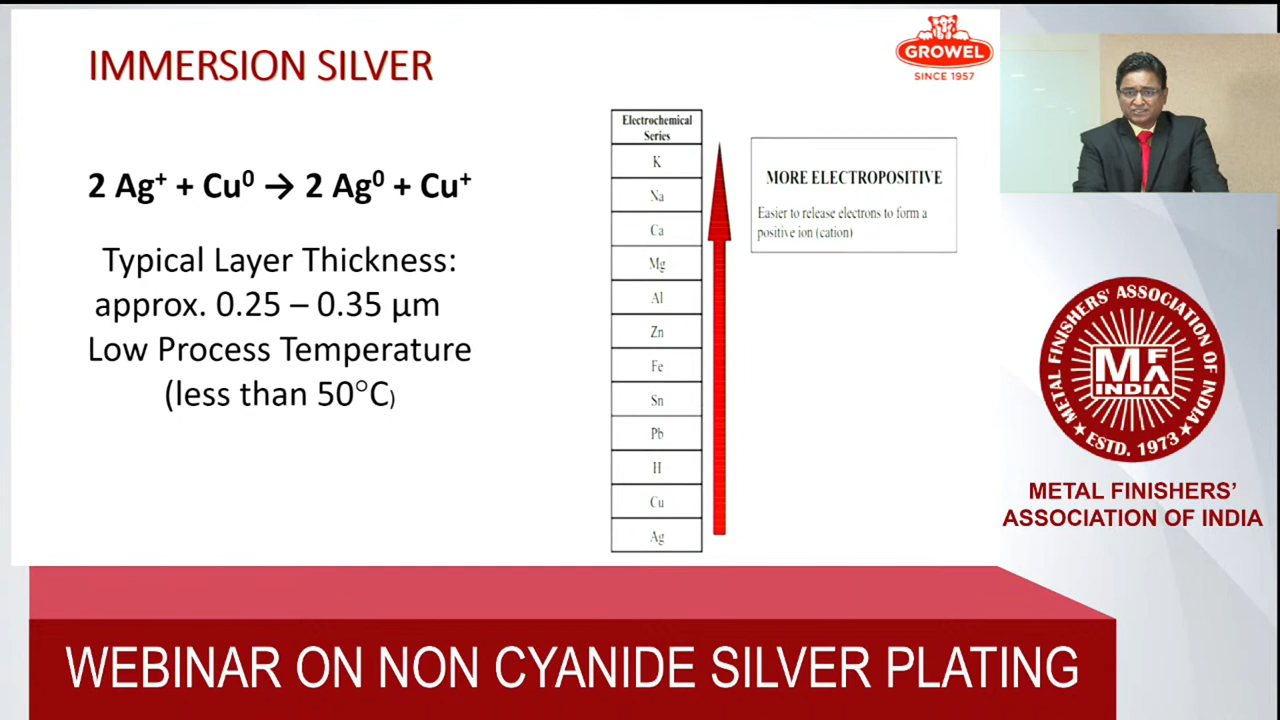 IMMERSION SILVER
GROWEL
SINCE 1957
2 Ag⁺ + Cu⁰ → 2 Ag⁰ + Cu⁺
Typical Layer Thickness:
approx. 0.25 – 0.35 µm
Low Process Temperature
(less than 50°C)
Electrochemical
Series
K
Na
Ca
Mg
Al
Zn
Fe
Sn
Pb
H
Cu
Ag
MORE ELECTROPOSITIVE
Easier to release electrons to form a
positive ion (cation)
METAL FINISHERS' ASSOCIATION OF INDIA
MFA
INDIA
★ ESTD. 1973 ★
METAL FINISHERS'
ASSOCIATION OF INDIA
WEBINAR ON NON CYANIDE SILVER PLATING